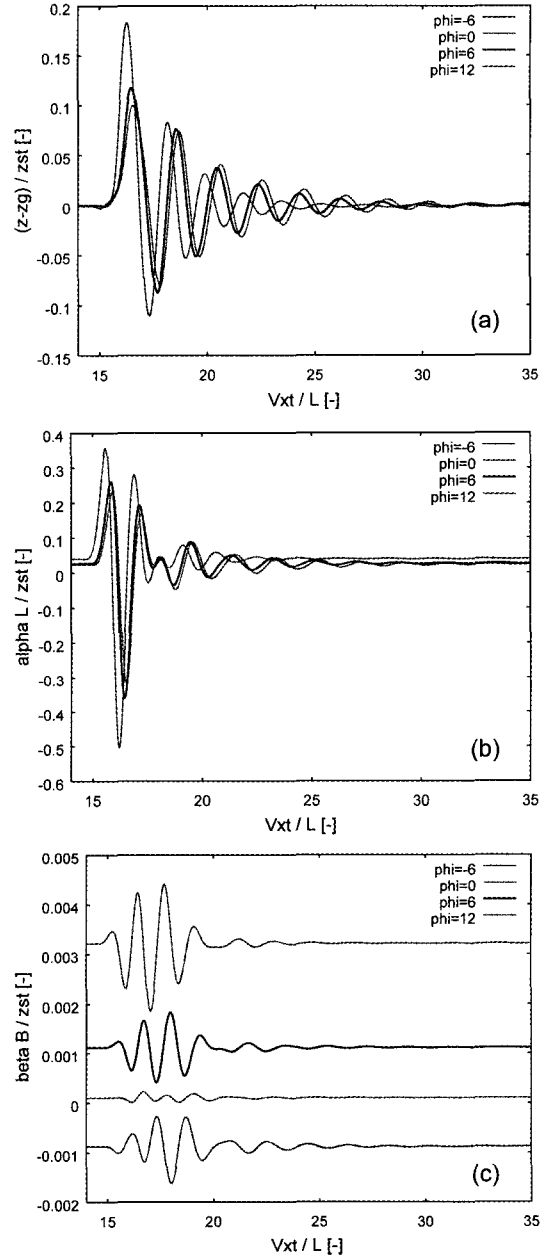 0.2
0.15
0.1
0.05
0
-0.05
-0.1
-0.15
(z-zg) / zst [-]
phi=-6
phi=0
phi=6
phi=12
(a)
15 20 25 30 35
Vxt / L [-]
0.4
0.3
0.2
0.1
0
-0.1
-0.2
-0.3
-0.4
-0.5
-0.6
alpha L / zst [-]
phi=-6
phi=0
phi=6
phi=12
(b)
15 20 25 30 35
Vxt / L [-]
0.005
0.004
0.003
0.002
0.001
0
-0.001
-0.002
beta B / zst [-]
phi=-6
phi=0
phi=6
phi=12
(c)
15 20 25 30 35
Vxt / L [-]